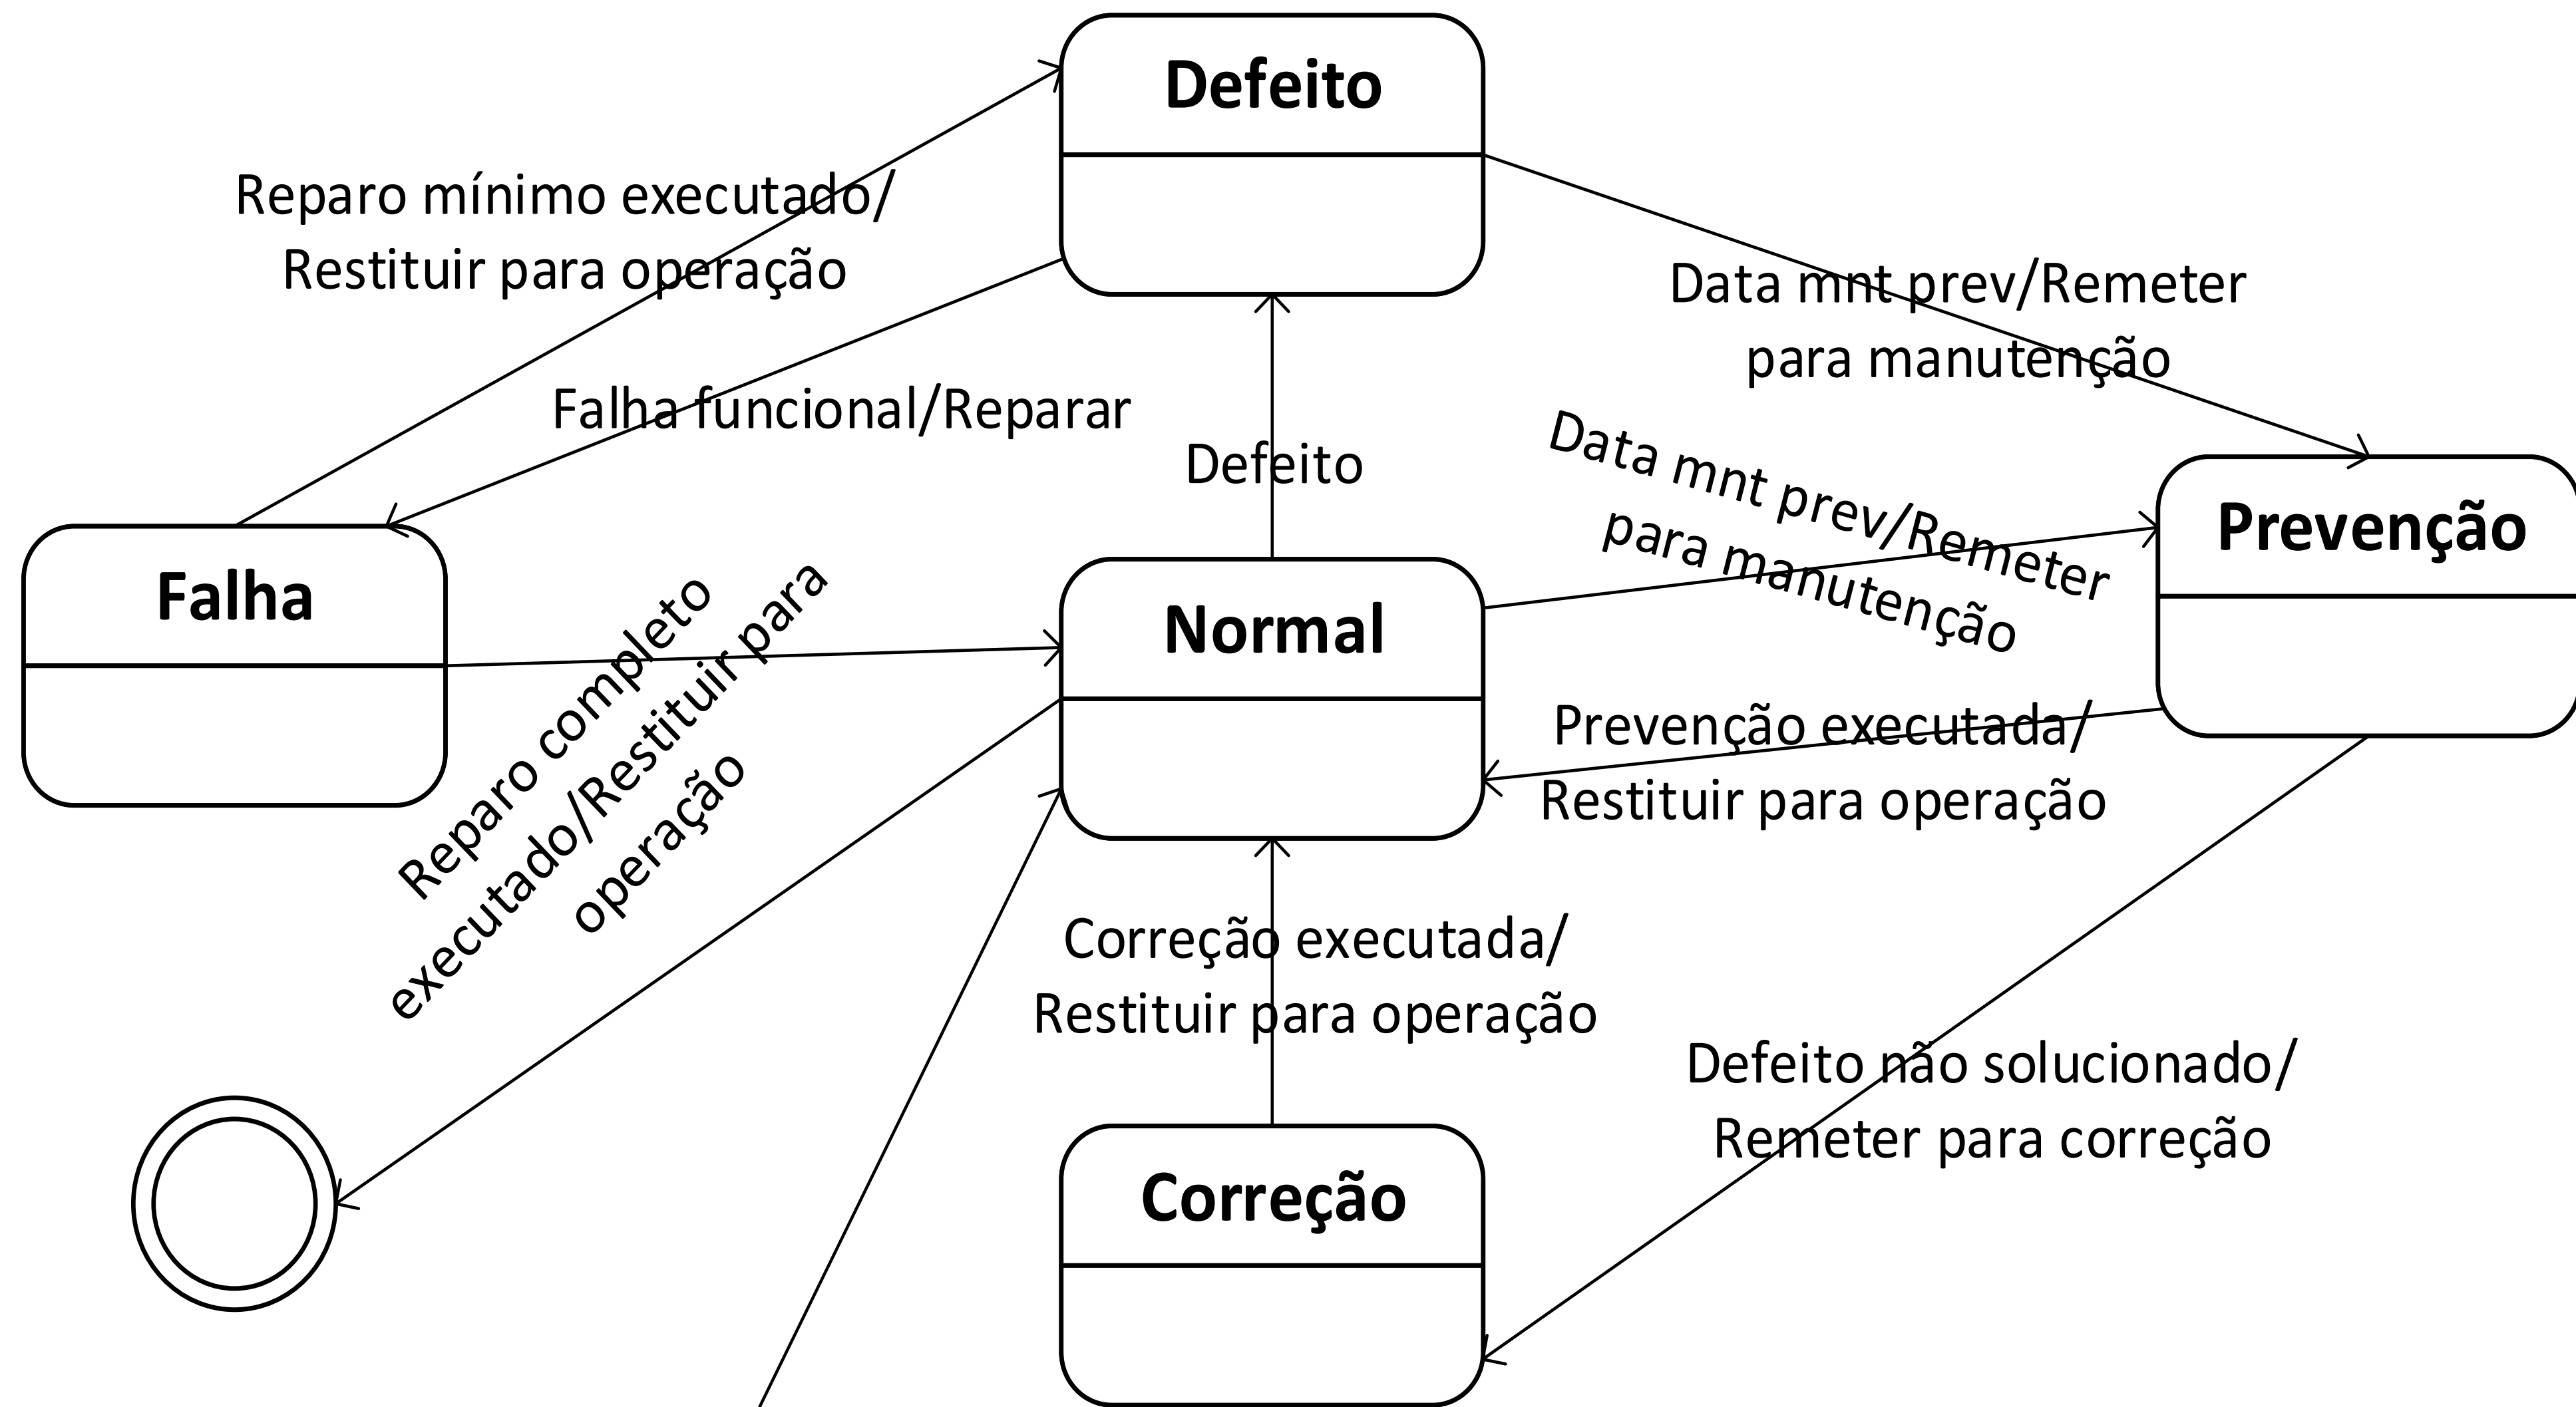 Defeito
Reparo mínimo executado/
Restituir para operação
Data mnt prev/Remeter
para manutenção
Falha funcional/Reparar
Defeito
Data mnt prev/Remeter
para manutenção
Prevenção
Falha
Normal
Reparo completo
executado/Restituir para
operação
Prevenção executada/
Restituir para operação
Correção executada/
Restituir para operação
Defeito não solucionado/
Remeter para correção
Correção